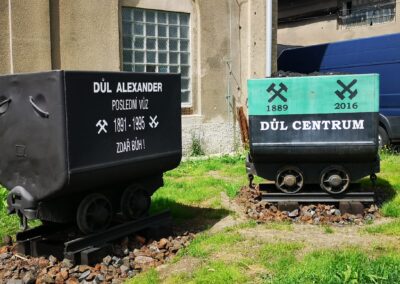 DŮL ALEXANDER
POSLEDNÍ VŮZ
1891 - 1995
ZDAŘ BŮH !
1889 2016
DŮL CENTRUM